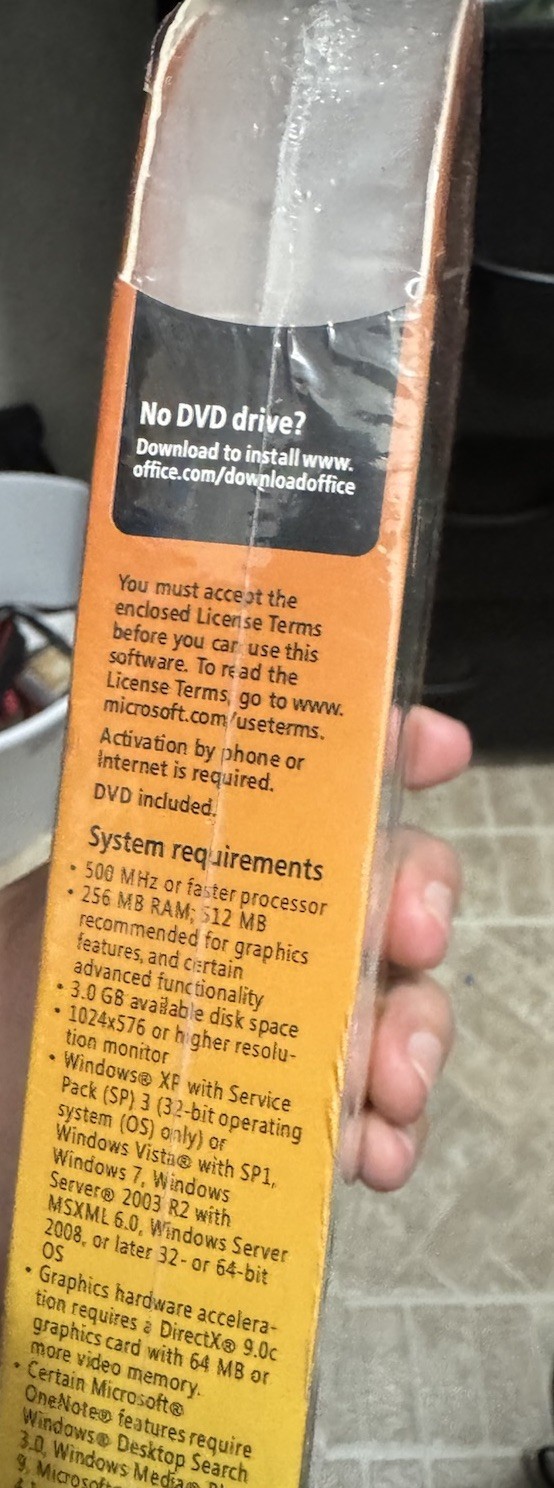 No DVD drive?
Download to install www.
office.com/downloadoffice
You must accept the
enclosed License Terms
before you can use this
software. To read the
License Terms, go to www.
microsoft.com/useterms.
Activation by phone or
Internet is required.
DVD included.
System requirements
• 500 MHz or faster processor
• 256 MB RAM; 512 MB
recommended for graphics
features, and certain
advanced functionality
• 3.0 GB available disk space
• 1024x576 or higher resolu-
tion monitor
• Windows® XP with Service
Pack (SP) 3 (32-bit operating
system (OS) only) or
Windows Vista® with SP1,
Windows 7, Windows
Server® 2003 R2 with
MSXML 6.0, Windows Server
2008, or later 32- or 64-bit
OS
• Graphics hardware accelera-
tion requires a DirectX® 9.0c
graphics card with 64 MB or
more video memory.
• Certain Microsoft®
OneNote® features require
Windows® Desktop Search
3.0, Windows Media®
9, Microsoft